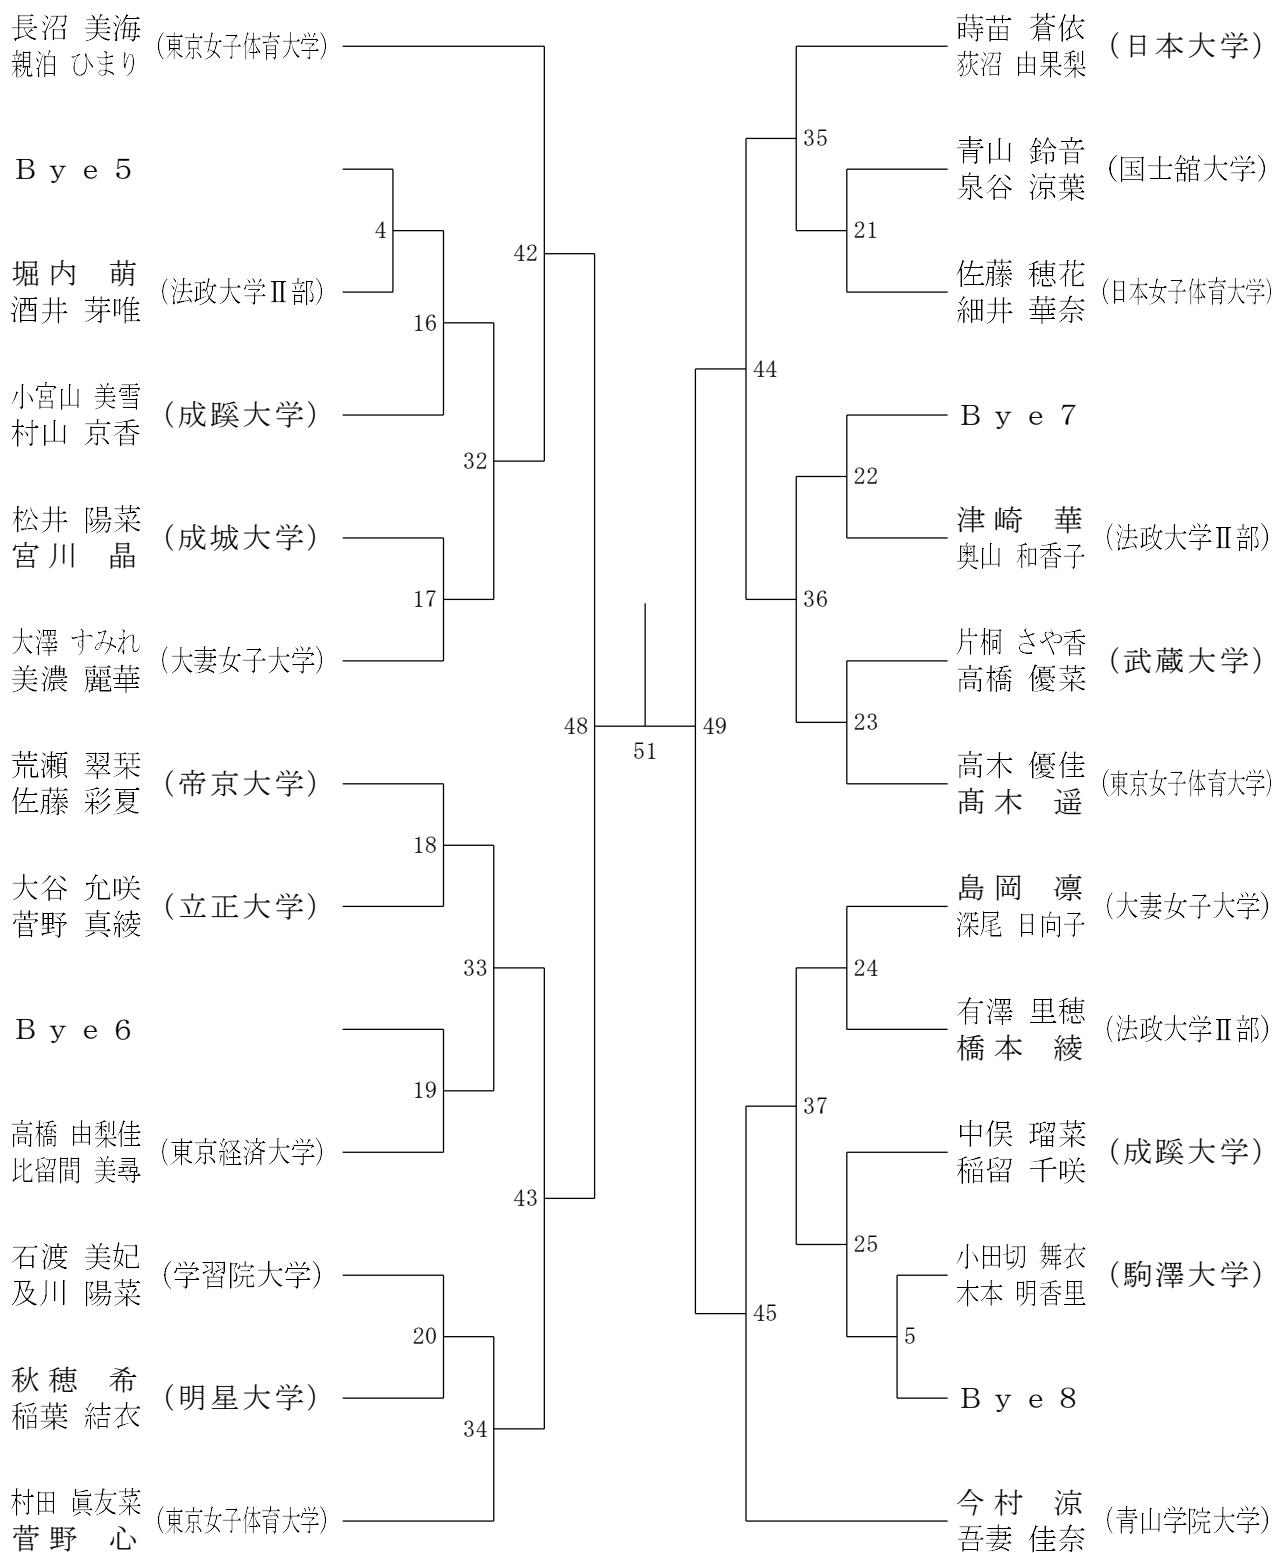 長沼 美海
親泊 ひまり
(東京女子体育大学)
Ｂｙｅ５
堀内 萌
酒井 芽唯
(法政大学Ⅱ部)
小宮山 美雪
村山 京香
(成蹊大学)
松井 陽菜
宮川 晶
(成城大学)
大澤 すみれ
美濃 麗華
(大妻女子大学)
荒瀬 翠栞
佐藤 彩夏
(帝京大学)
大谷 允咲
菅野 真綾
(立正大学)
Ｂｙｅ６
高橋 由梨佳
比留間 美尋
(東京経済大学)
石渡 美妃
及川 陽菜
(学習院大学)
秋穂 希
稲葉 結衣
(明星大学)
村田 眞友菜
菅野 心
(東京女子体育大学)
4
16
17
18
19
20
32
33
34
42
43
48
51
49
44
45
35
36
37
21
22
23
24
25
5
蒔苗 蒼依
荻沼 由果梨
(日本大学)
青山 鈴音
泉谷 涼葉
(国士舘大学)
佐藤 穂花
細井 華奈
(日本女子体育大学)
Ｂｙｅ７
津崎 華
奥山 和香子
(法政大学Ⅱ部)
片桐 さや香
高橋 優菜
(武蔵大学)
高木 優佳
髙木 遥
(東京女子体育大学)
島岡 凛
深尾 日向子
(大妻女子大学)
有澤 里穂
橋本 綾
(法政大学Ⅱ部)
中俣 瑠菜
稲留 千咲
(成蹊大学)
小田切 舞衣
木本 明香里
(駒澤大学)
Ｂｙｅ８
今村 涼
吾妻 佳奈
(青山学院大学)